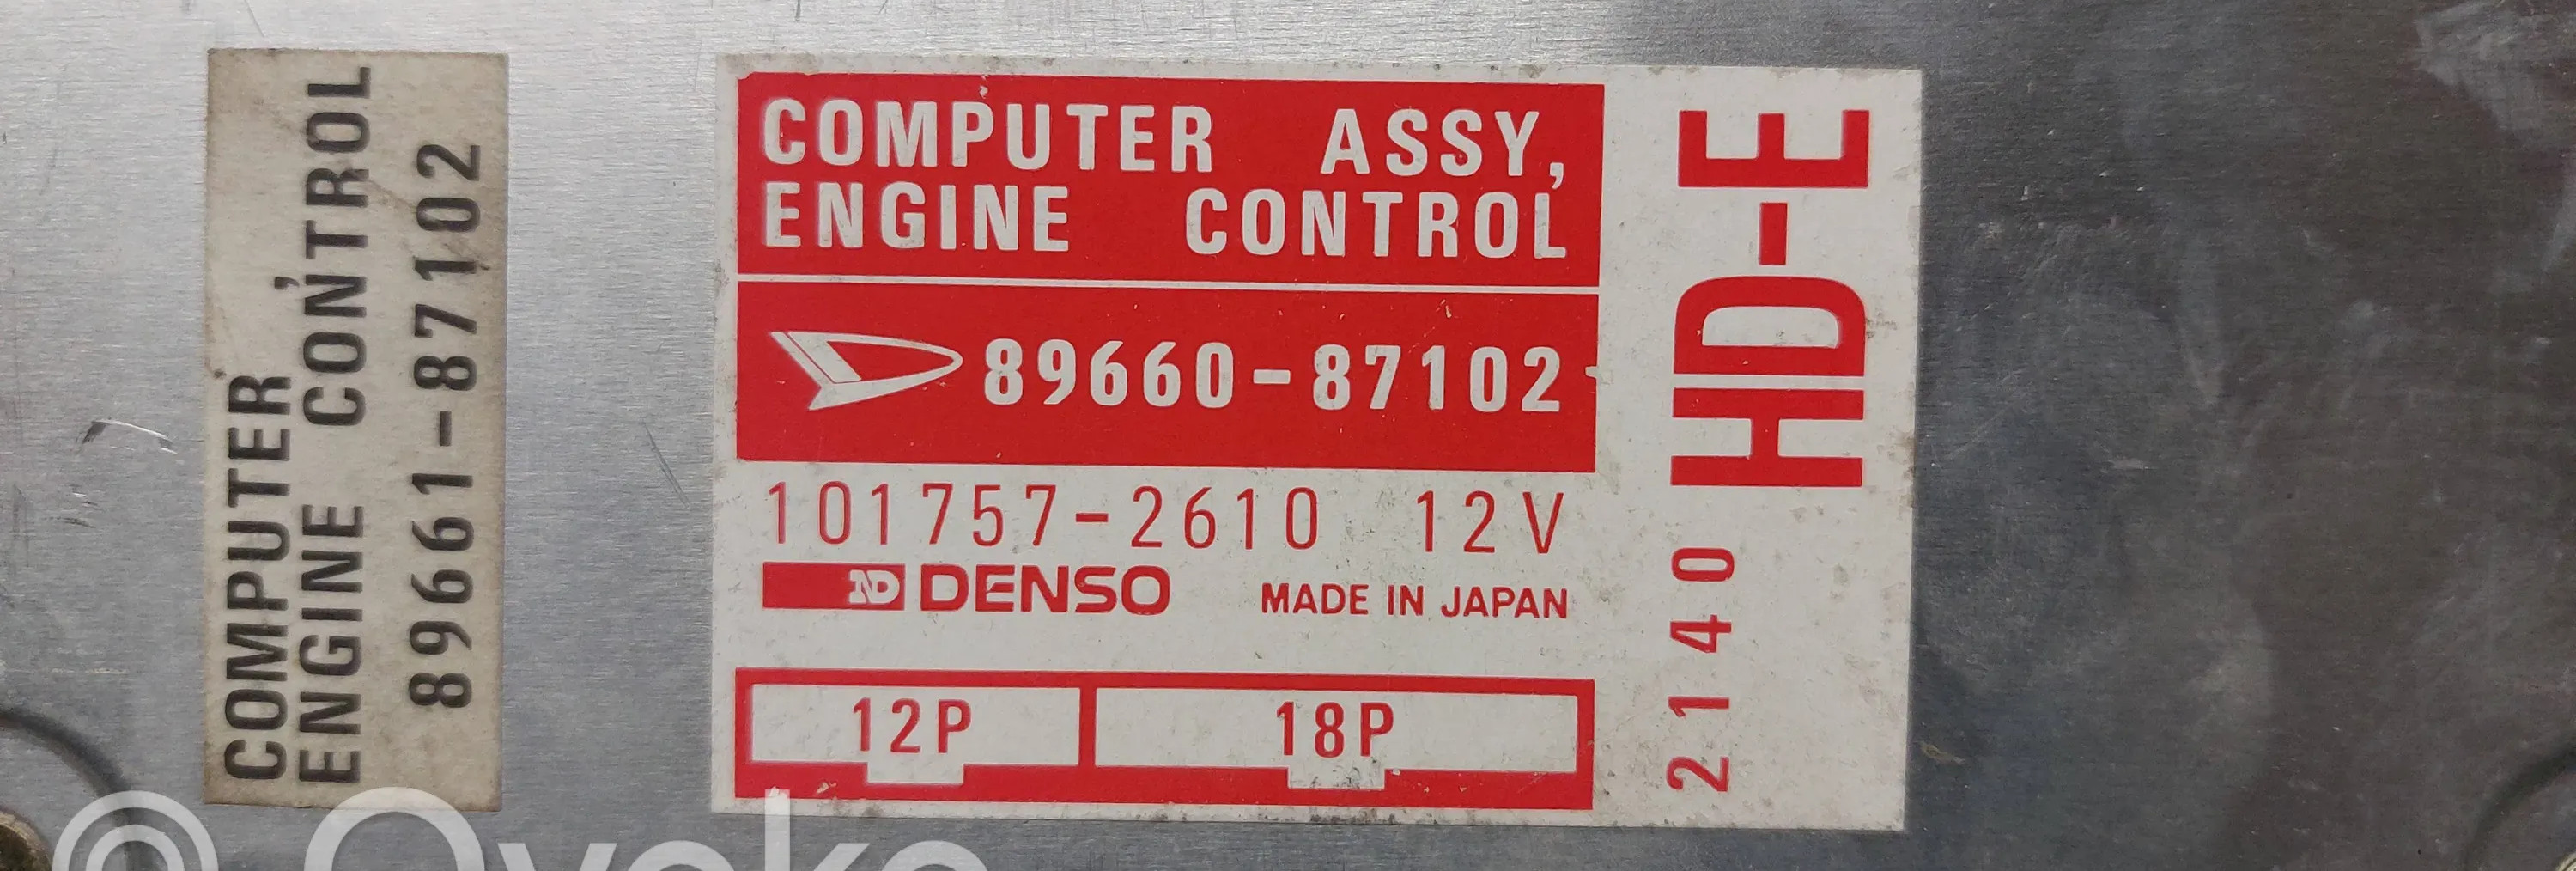 COMPUTER
ENGINE CONTROL
89661-87102
COMPUTER ASSY,
ENGINE CONTROL
89660-87102
101757-2610 12V
ND DENSO MADE IN JAPAN
12P 18P
HD-E
2140